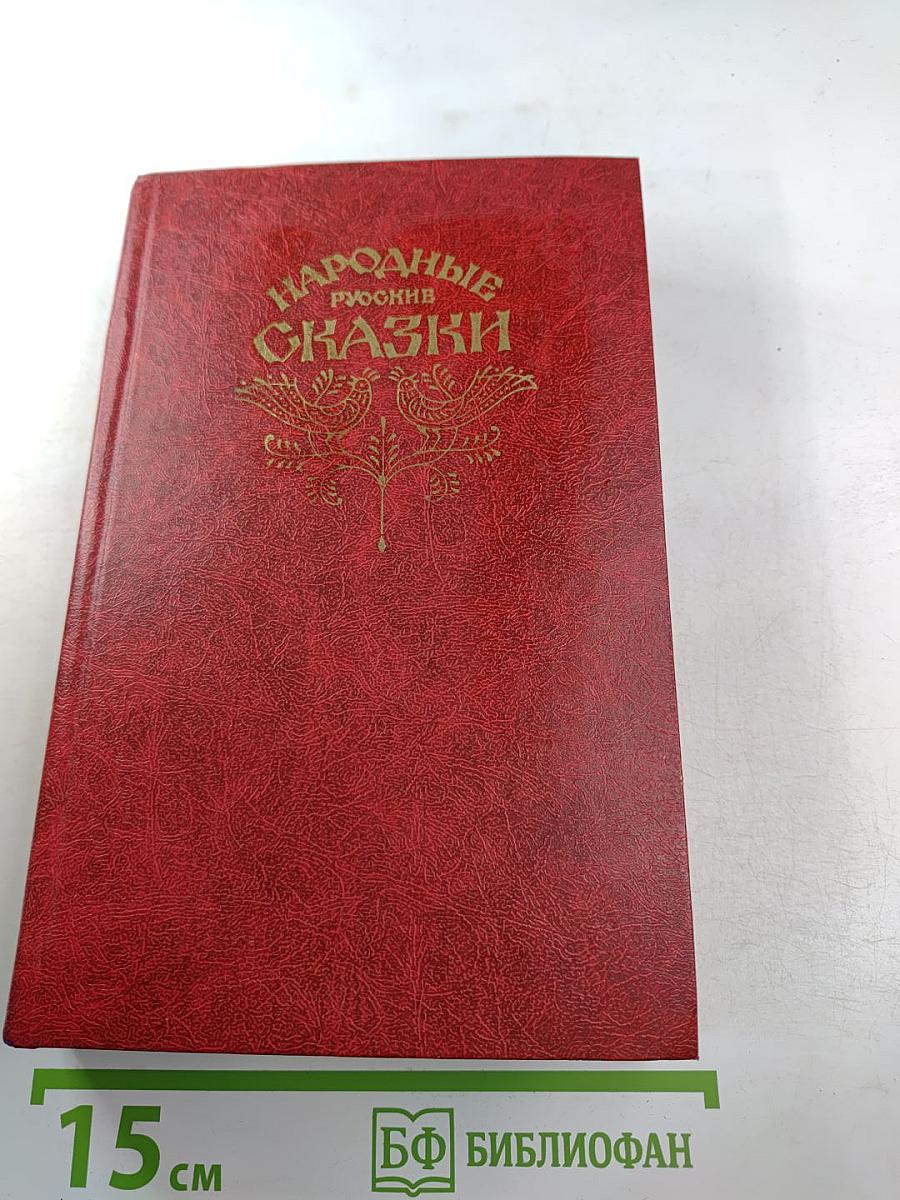 НАРОДНЫЕ
РУССКИЕ
СКАЗКИ
15 см
БФ БИБЛИОФАН